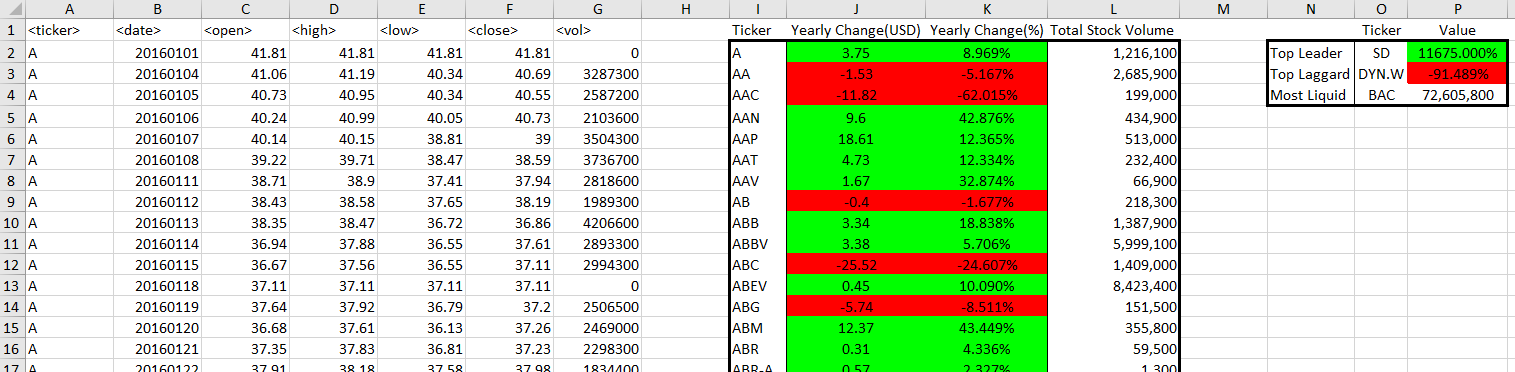 A B C D E F G H I J K L M N O P
1 <ticker> <date> <open> <high> <low> <close> <vol> Ticker Yearly Change(USD) Yearly Change(%) Total Stock Volume Ticker Value
2 A 20160101 41.81 41.81 41.81 41.81 0 A 3.75 8.969% 1,216,100 Top Leader SD 11675.000%
3 A 20160104 41.06 41.19 40.34 40.69 3287300 AA -1.53 -5.167% 2,685,900 Top Laggard DYN.W -91.489%
4 A 20160105 40.73 40.95 40.34 40.55 2587200 AAC -11.82 -62.015% 199,000 Most Liquid BAC 72,605,800
5 A 20160106 40.24 40.99 40.05 40.73 2103600 AAN 9.6 42.876% 434,900
6 A 20160107 40.14 40.15 38.81 39 3504300 AAP 18.61 12.365% 513,000
7 A 20160108 39.22 39.71 38.47 38.59 3736700 AAT 4.73 12.334% 232,400
8 A 20160111 38.71 38.9 37.41 37.94 2818600 AAV 1.67 32.874% 66,900
9 A 20160112 38.43 38.58 37.65 38.19 1989300 AB -0.4 -1.677% 218,300
10 A 20160113 38.35 38.47 36.72 36.86 4206600 ABB 3.34 18.838% 1,387,900
11 A 20160114 36.94 37.88 36.55 37.61 2893300 ABBV 3.38 5.706% 5,999,100
12 A 20160115 36.67 37.56 36.55 37.11 2994300 ABC -25.52 -24.607% 1,409,000
13 A 20160118 37.11 37.11 37.11 37.11 0 ABEV 0.45 10.090% 8,423,400
14 A 20160119 37.64 37.92 36.79 37.2 2506500 ABG -5.74 -8.511% 151,500
15 A 20160120 36.68 37.61 36.13 37.26 2469000 ABM 12.37 43.449% 355,800
16 A 20160121 37.35 37.83 36.81 37.23 2298300 ABR 0.31 4.336% 59,500
17 A 20160122 37.91 38.18 37.58 37.98 1834400 ABR-A 0.57 2.327% 1,300